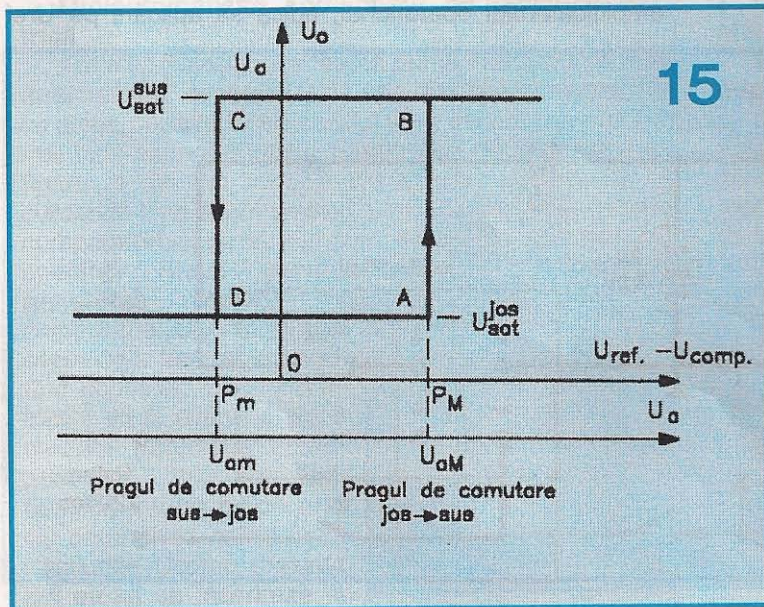 15
U_o
U_a
U_sat^sus
C
B
D
A
U_sat^jos
O
U_ref. -U_comp.
P_m
P_M
U_a
U_am
U_aM
Pragul de comutare
sus→jos
Pragul de comutare
jos→sus